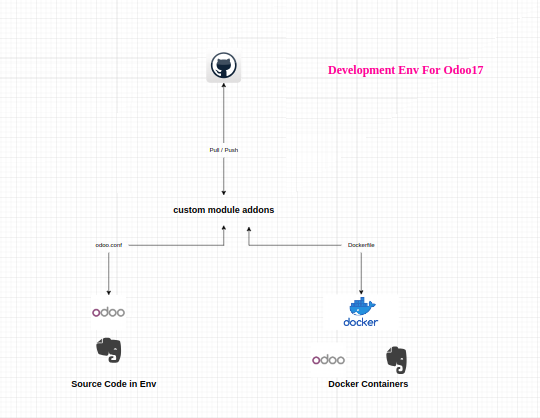 Development Env For Odoo17
Pull / Push
custom module addons
odoo.conf
Dockerfile
odoo
docker
odoo
Source Code in Env
Docker Containers